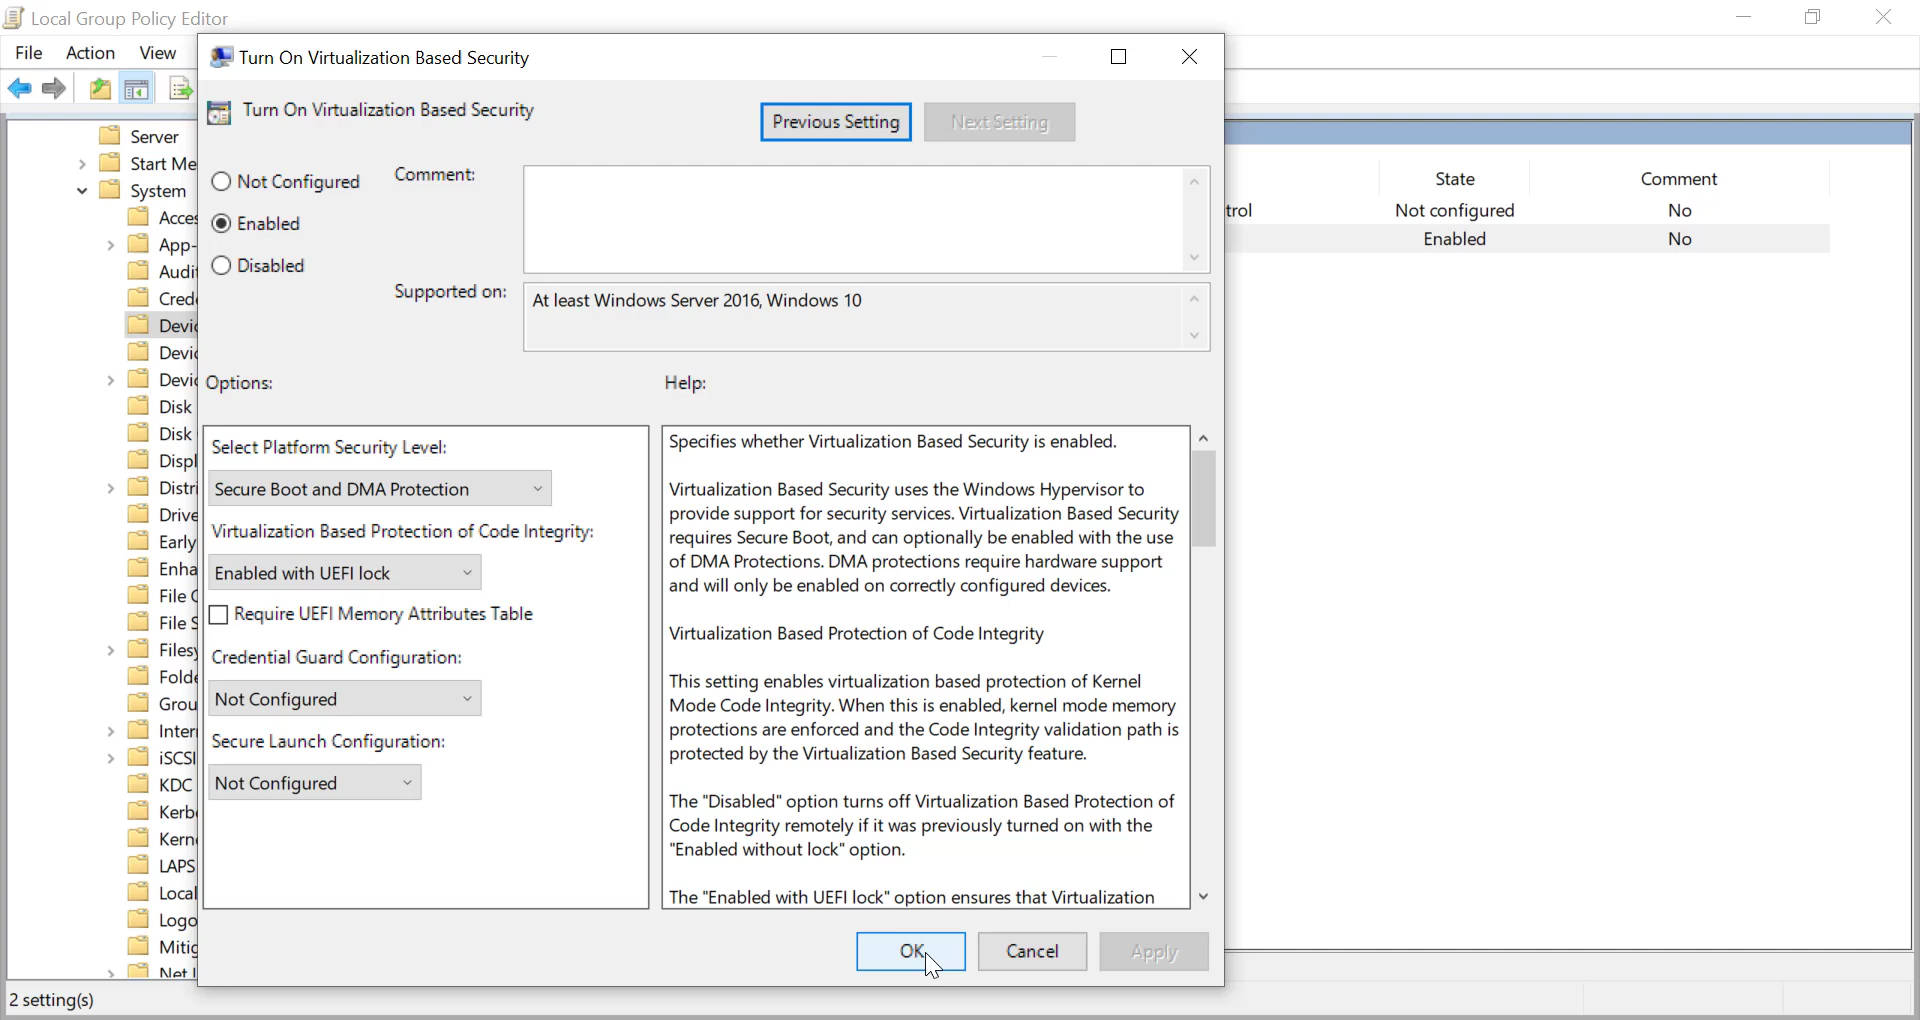 Local Group Policy Editor
File Action View
Turn On Virtualization Based Security
Turn On Virtualization Based Security
Previous Setting
Next Setting
Not Configured
Enabled
Disabled
Comment:
Supported on:
At least Windows Server 2016, Windows 10
Options:
Help:
Select Platform Security Level:
Secure Boot and DMA Protection
Virtualization Based Protection of Code Integrity:
Enabled with UEFI lock
Require UEFI Memory Attributes Table
Credential Guard Configuration:
Not Configured
Secure Launch Configuration:
Not Configured
Specifies whether Virtualization Based Security is enabled.
Virtualization Based Security uses the Windows Hypervisor to
provide support for security services. Virtualization Based Security
requires Secure Boot, and can optionally be enabled with the use
of DMA Protections. DMA protections require hardware support
and will only be enabled on correctly configured devices.
Virtualization Based Protection of Code Integrity
This setting enables virtualization based protection of Kernel
Mode Code Integrity. When this is enabled, kernel mode memory
protections are enforced and the Code Integrity validation path is
protected by the Virtualization Based Security feature.
The "Disabled" option turns off Virtualization Based Protection of
Code Integrity remotely if it was previously turned on with the
"Enabled without lock" option.
The "Enabled with UEFI lock" option ensures that Virtualization
OK
Cancel
Apply
Server
Start Me
System
Acces
App-
Audit
Crede
Devic
Devic
Devic
Disk
Disk
Displ
Distri
Drive
Early
Enha
File C
File S
Filesy
Folde
Grou
Inter
iSCSI
KDC
Kerbe
Kerne
LAPS
Local
Logo
Mitig
Net l
State
Comment
trol
Not configured
No
Enabled
No
2 setting(s)